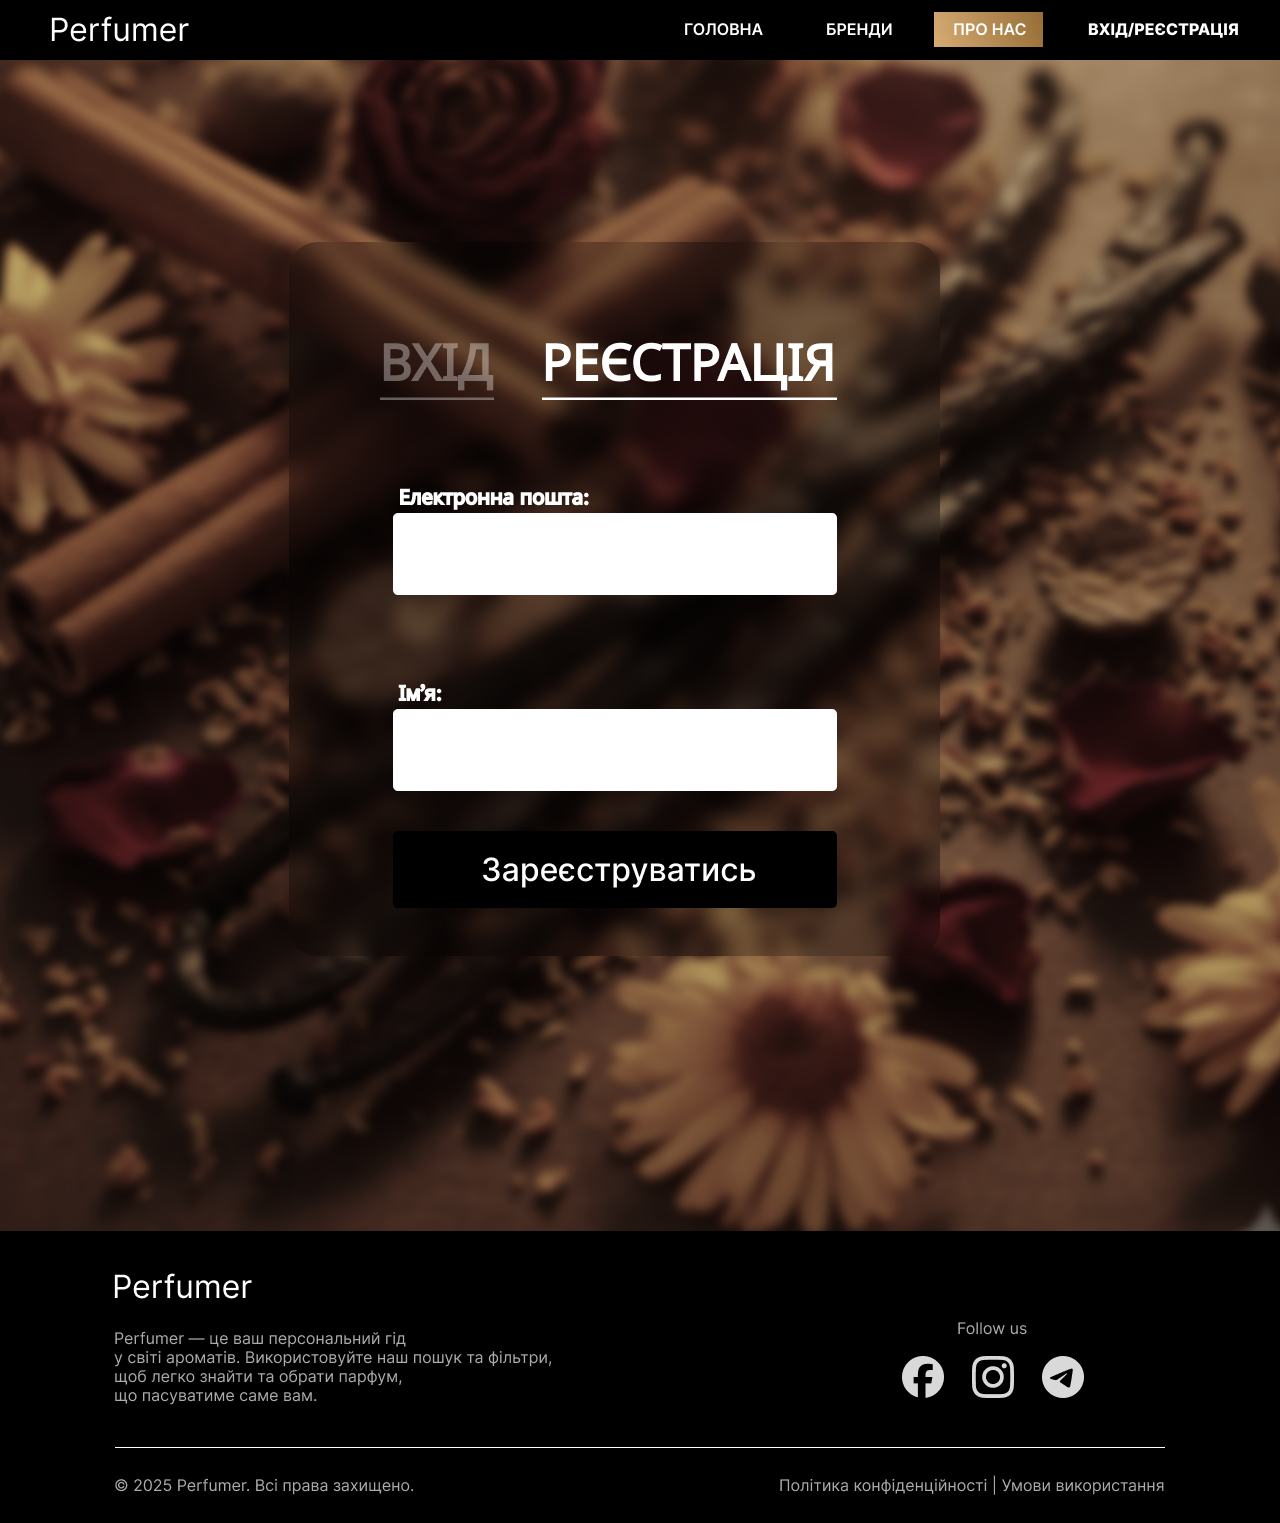 Perfumer
ГОЛОВНА
БРЕНДИ
ПРО НАС
ВХІД/РЕЄСТРАЦІЯ
ВХІД
РЕЄСТРАЦІЯ
Електронна пошта:
Ім’я:
Зареєструватись
Perfumer
Perfumer — це ваш персональний гід
у світі ароматів. Використовуйте наш пошук та фільтри,
щоб легко знайти та обрати парфум,
що пасуватиме саме вам.
Follow us
© 2025 Perfumer. Всі права захищено.
Політика конфіденційності | Умови використання